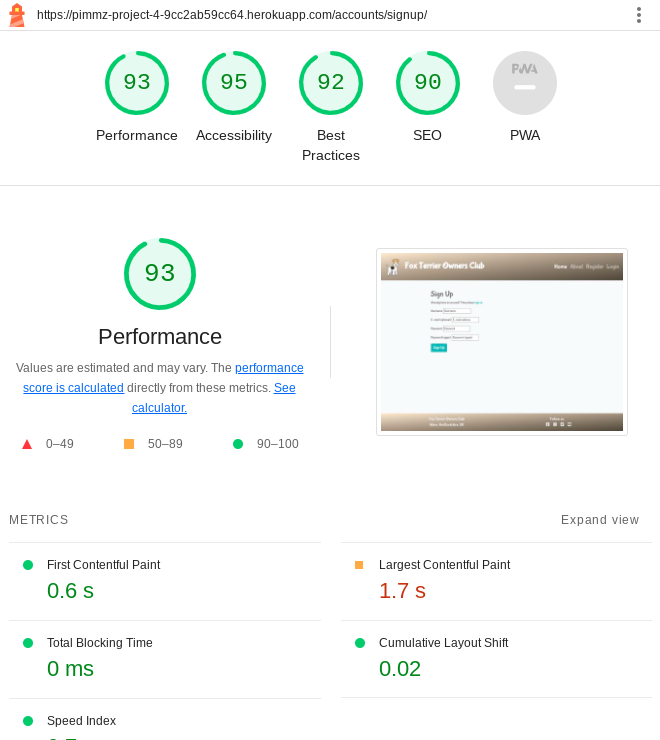 https://pimmz-project-4-9cc2ab59cc64.herokuapp.com/accounts/signup/
93 95 92 90 PWA
Performance Accessibility Best Practices SEO PWA
93
Performance
Values are estimated and may vary. The performance
score is calculated directly from these metrics. See
calculator.
0–49 50–89 90–100
Fox Terrier Owners Club Home About Register Login
Sign Up
Sign Up
METRICS Expand view
First Contentful Paint
0.6 s
Largest Contentful Paint
1.7 s
Total Blocking Time
0 ms
Cumulative Layout Shift
0.02
Speed Index